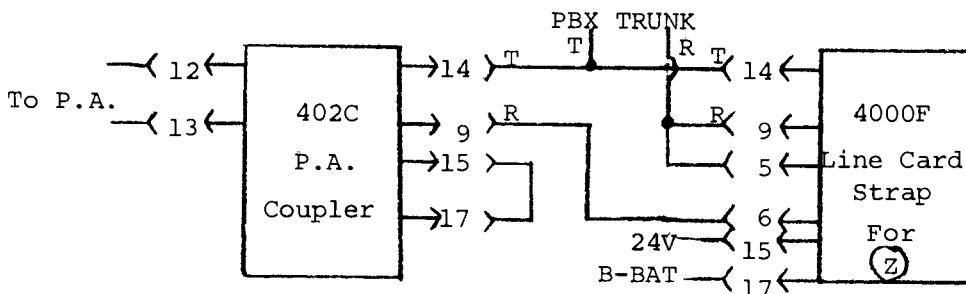 PBX TRUNK
T R
12 14 T T 14
To P.A. 402C 4000F
13 9 R R 9
P.A. 15 5 Line Card
Coupler Strap
17 6 For
24V 15 Z
B-BAT 17